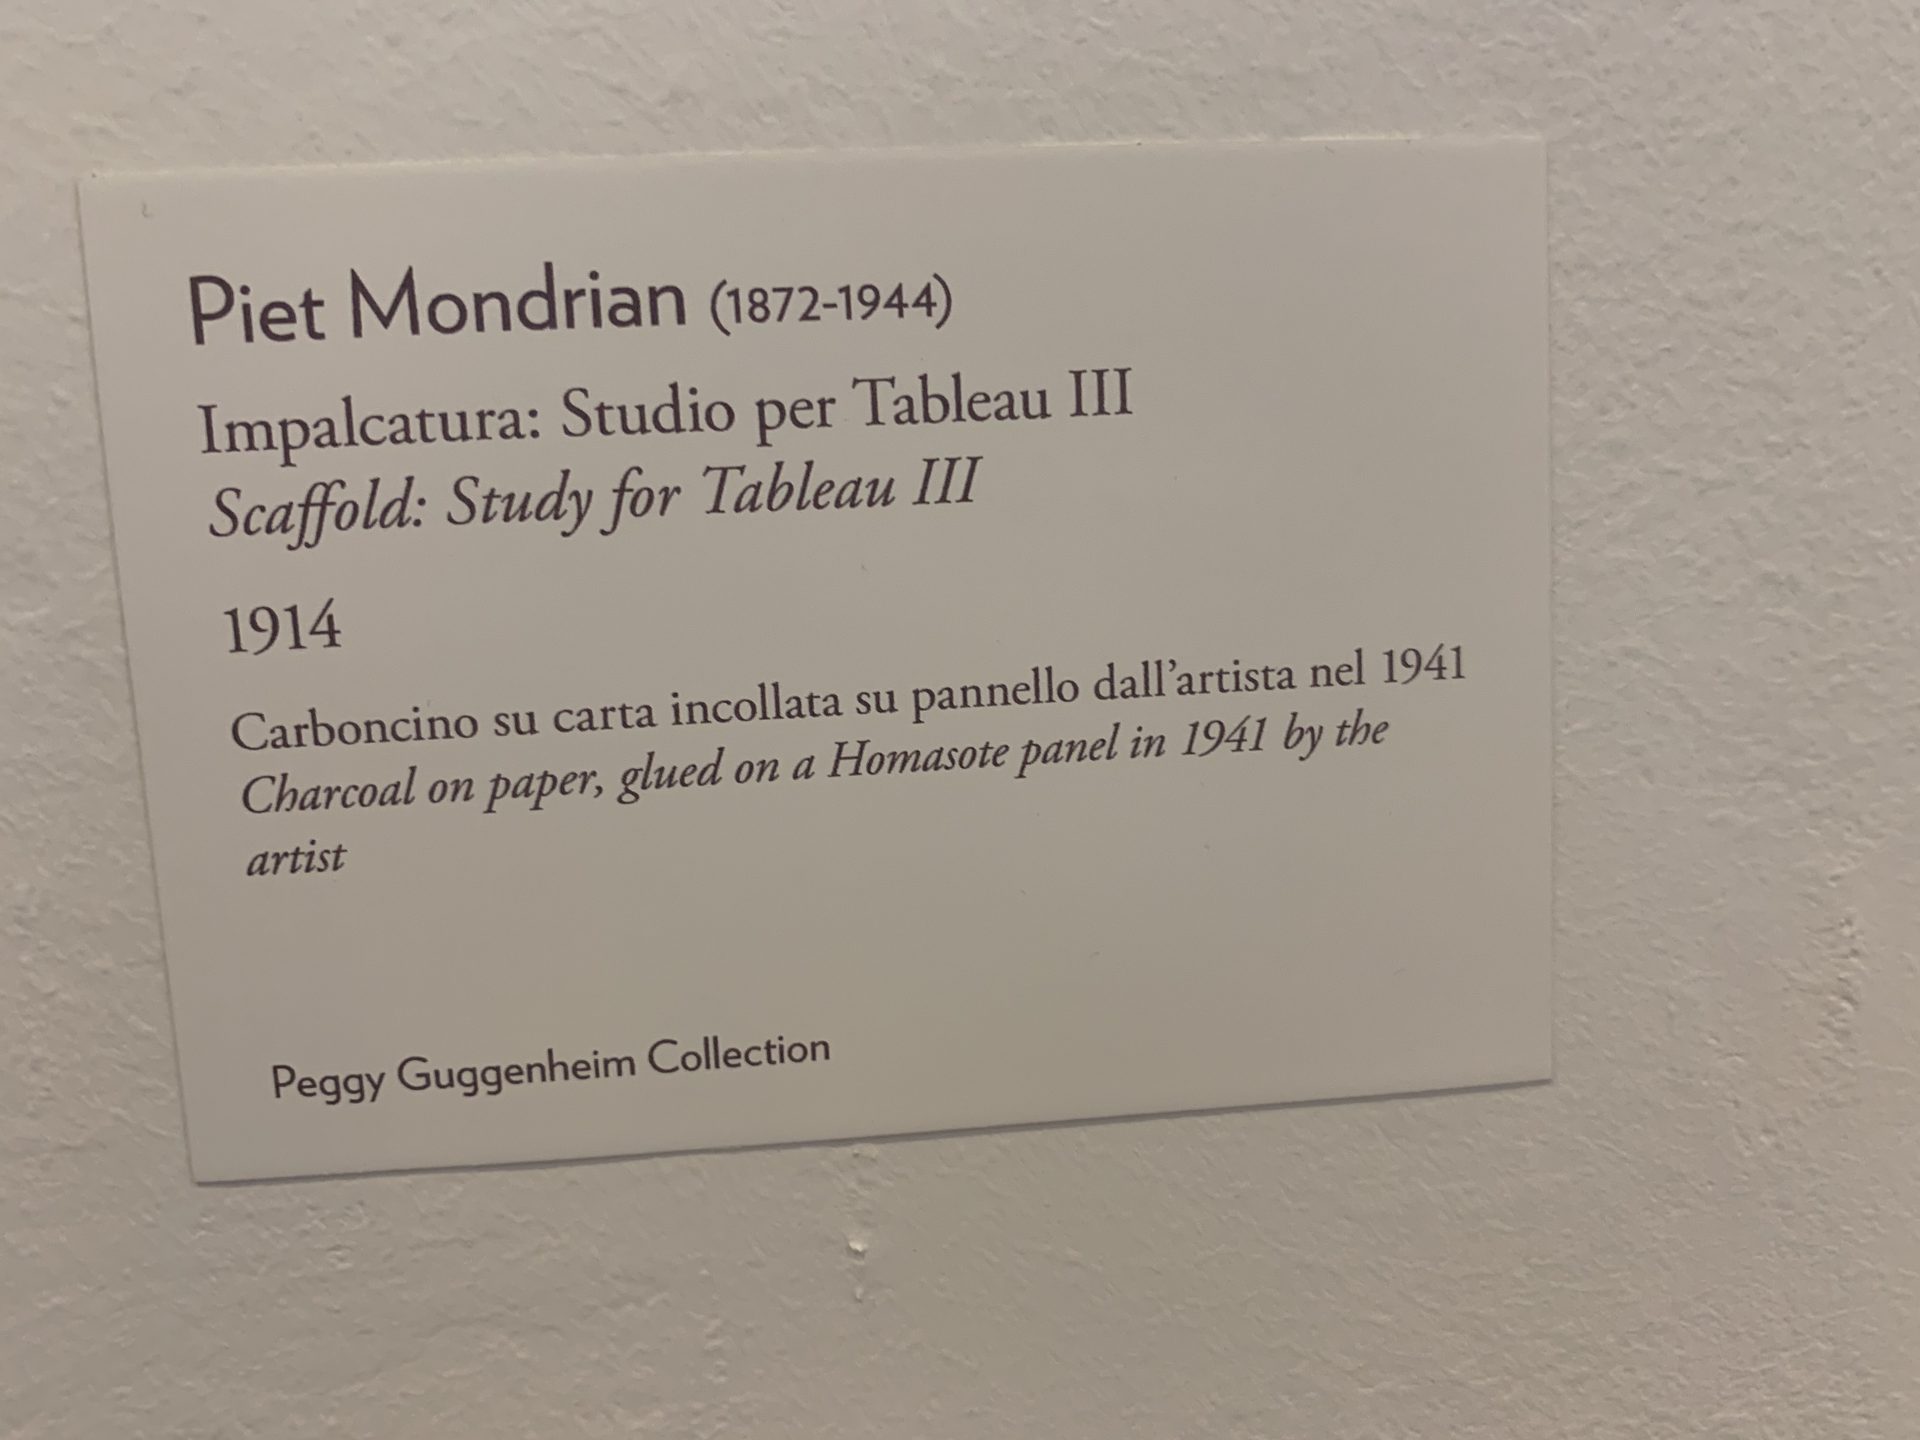 Piet Mondrian (1872-1944)
Impalcatura: Studio per Tableau III
Scaffold: Study for Tableau III
1914
Carboncino su carta incollata su pannello dall'artista nel 1941
Charcoal on paper, glued on a Homasote panel in 1941 by the
artist
Peggy Guggenheim Collection